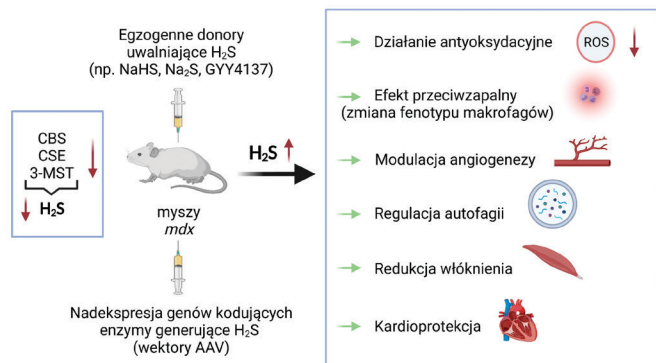 Egzogenne donory
uwalniające H₂S
(np. NaHS, Na₂S, GYY4137)
CBS
CSE
3-MST
H₂S
myszy
mdx
Nadekspresja genów kodujących
enzymy generujące H₂S
(wektory AAV)
H₂S
Działanie antyoksydacyjne
ROS
Efekt przeciwzapalny
(zmiana fenotypu makrofagów)
Modulacja angiogenezy
Regulacja autofagii
Redukcja włóknienia
Kardioprotekcja